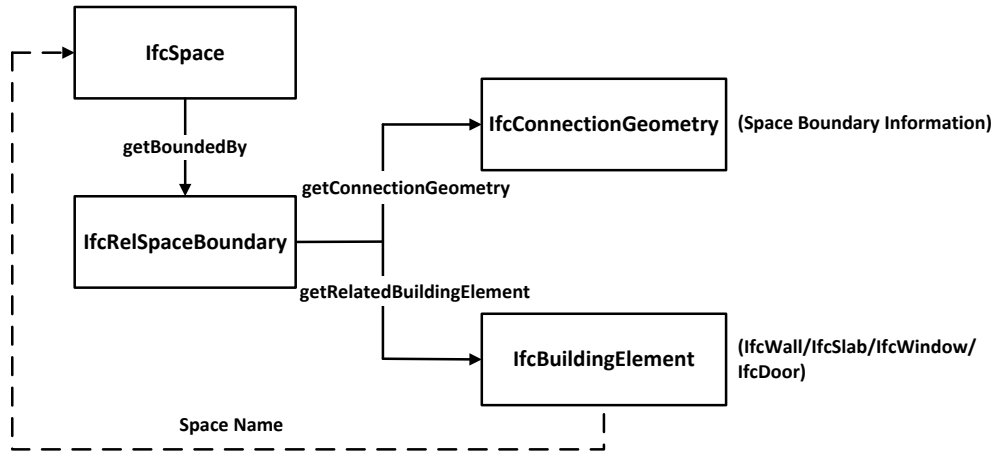 IfcSpace
getBoundedBy
IfcConnectionGeometry
(Space Boundary Information)
getConnectionGeometry
IfcRelSpaceBoundary
getRelatedBuildingElement
IfcBuildingElement
(IfcWall/IfcSlab/IfcWindow/
IfcDoor)
Space Name